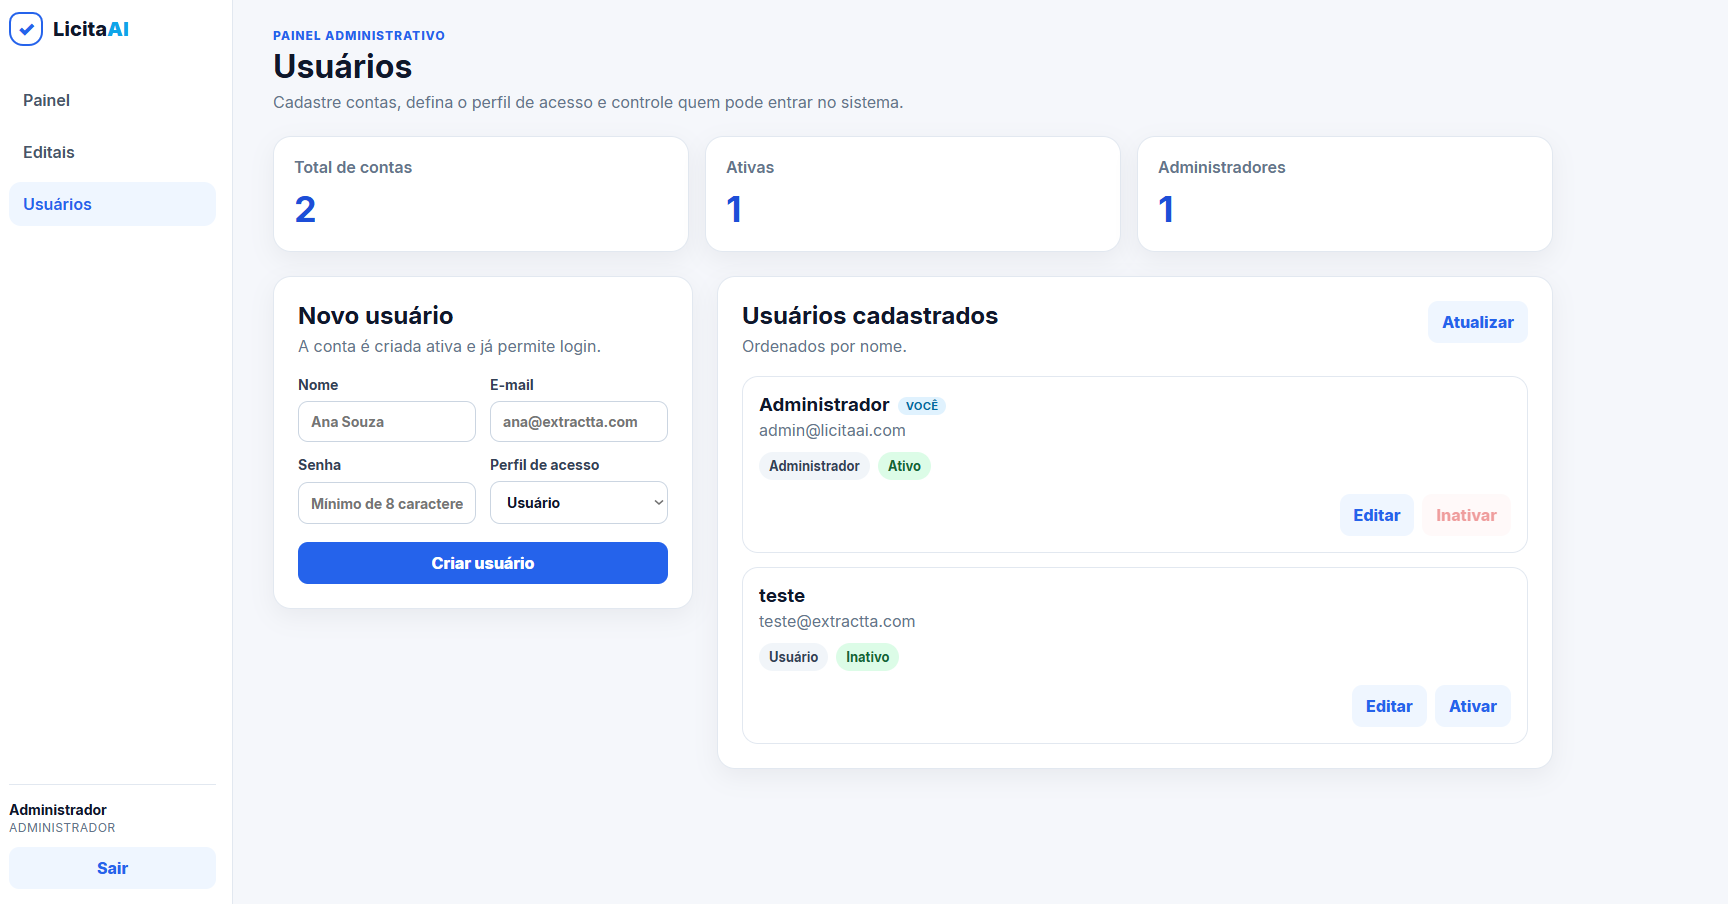 LicitaAI
Painel
Editais
Usuários
Administrador
ADMINISTRADOR
Sair
PAINEL ADMINISTRATIVO
Usuários
Cadastre contas, defina o perfil de acesso e controle quem pode entrar no sistema.
Total de contas
2
Ativas
1
Administradores
1
Novo usuário
A conta é criada ativa e já permite login.
Nome
E-mail
Ana Souza
ana@extractta.com
Senha
Perfil de acesso
Mínimo de 8 caractere
Usuário
Criar usuário
Usuários cadastrados
Ordenados por nome.
Atualizar
Administrador VOCÊ
admin@licitaai.com
Administrador Ativo
Editar Inativar
teste
teste@extractta.com
Usuário Inativo
Editar Ativar